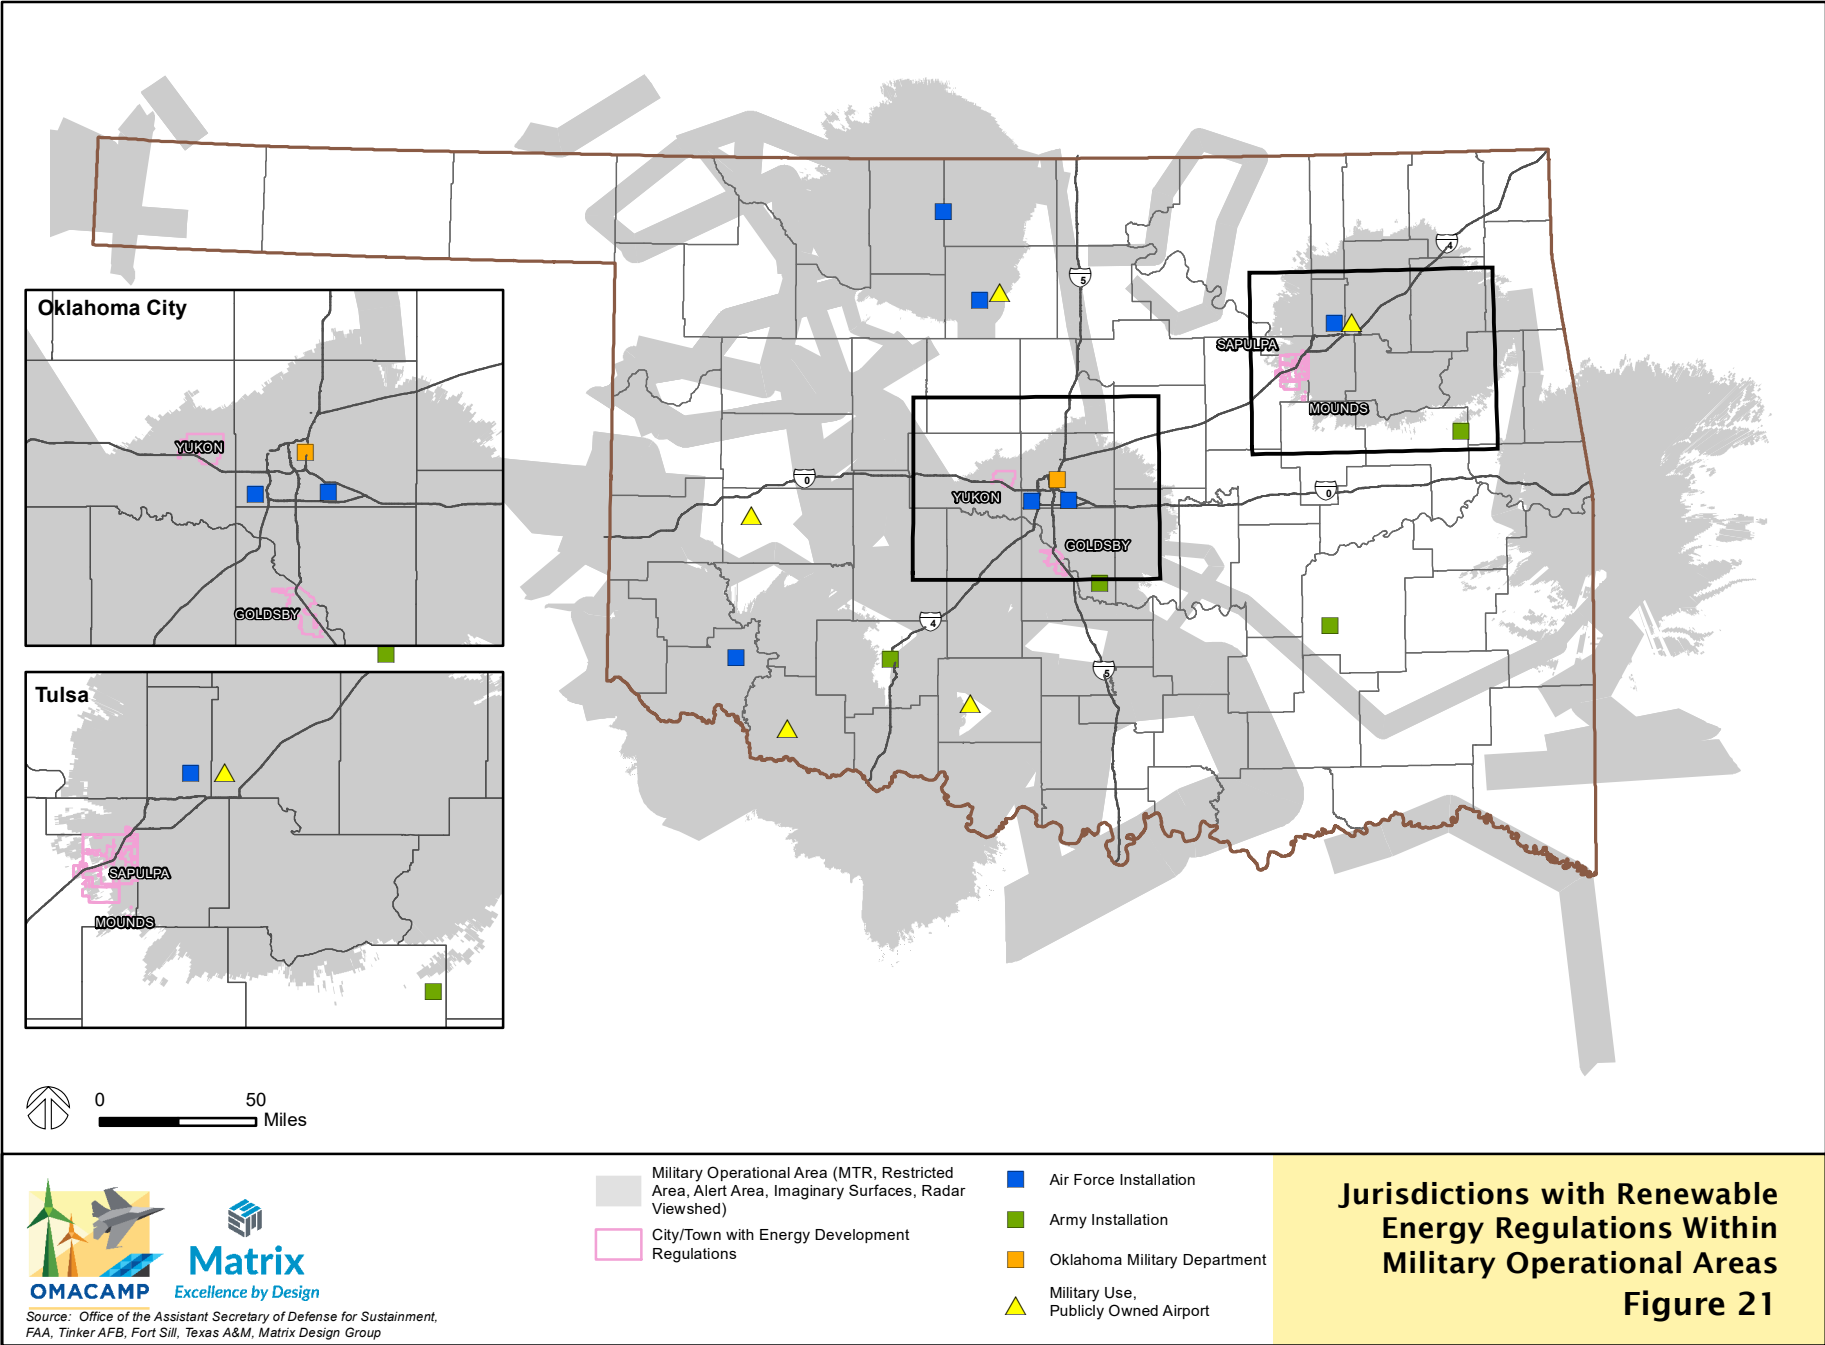 Oklahoma City
YUKON
GOLDSBY
Tulsa
SAPULPA
MOUNDS
4
5
SAPULPA
MOUNDS
0
YUKON
0
GOLDSBY
4
5
0 50
Miles
OMACAMP
Matrix
Excellence by Design
Source: Office of the Assistant Secretary of Defense for Sustainment,
FAA, Tinker AFB, Fort Sill, Texas A&M, Matrix Design Group
Military Operational Area (MTR, Restricted
Area, Alert Area, Imaginary Surfaces, Radar
Viewshed)
City/Town with Energy Development
Regulations
Air Force Installation
Army Installation
Oklahoma Military Department
Military Use,
Publicly Owned Airport
Jurisdictions with Renewable
Energy Regulations Within
Military Operational Areas
Figure 21